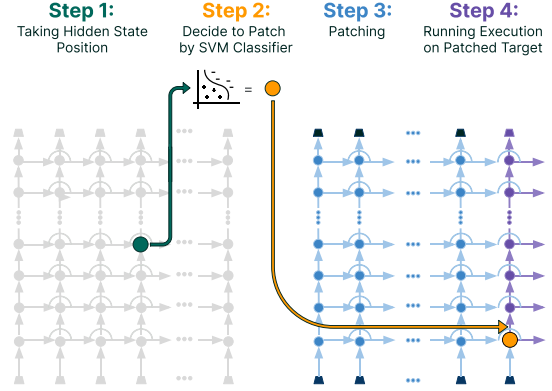 Step 1:
Taking Hidden State
Position
Step 2:
Decide to Patch
by SVM Classifier
=
Step 3:
Patching
Step 4:
Running Execution
on Patched Target